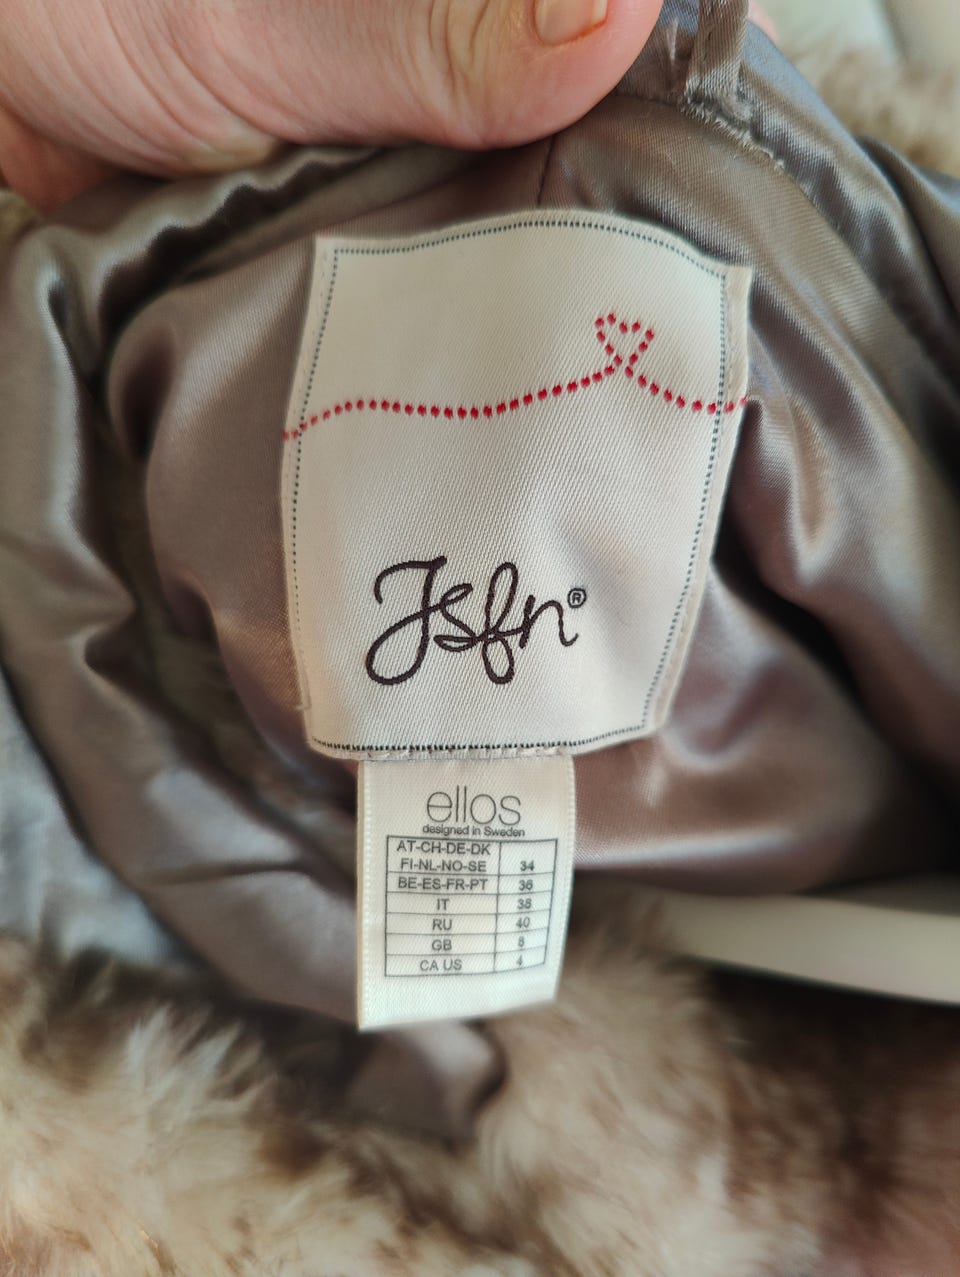 Jsfn®
ellos
designed in Sweden
AT-CH-DE-DK
FI-NL-NO-SE 34
BE-ES-FR-PT 36
IT 38
RU 40
GB 8
CA US 4